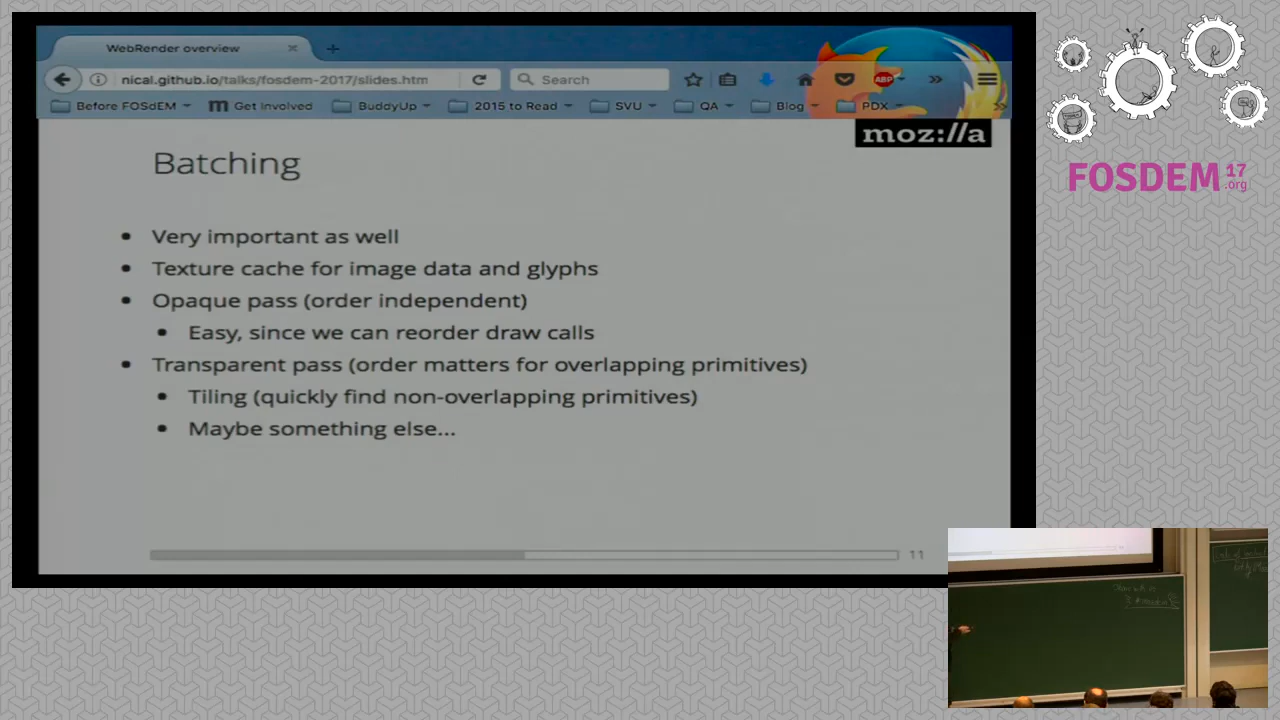 WebRender overview
nical.github.io/talks/fosdem-2017/slides.htm
Search
ABP
Before FOSdEM
Get Involved
BuddyUp
2015 to Read
SVU
QA
Blog
PDX
moz://a
Batching
Very important as well
Texture cache for image data and glyphs
Opaque pass (order independent)
Easy, since we can reorder draw calls
Transparent pass (order matters for overlapping primitives)
Tiling (quickly find non-overlapping primitives)
Maybe something else...
11
FOSDEM 17
.org